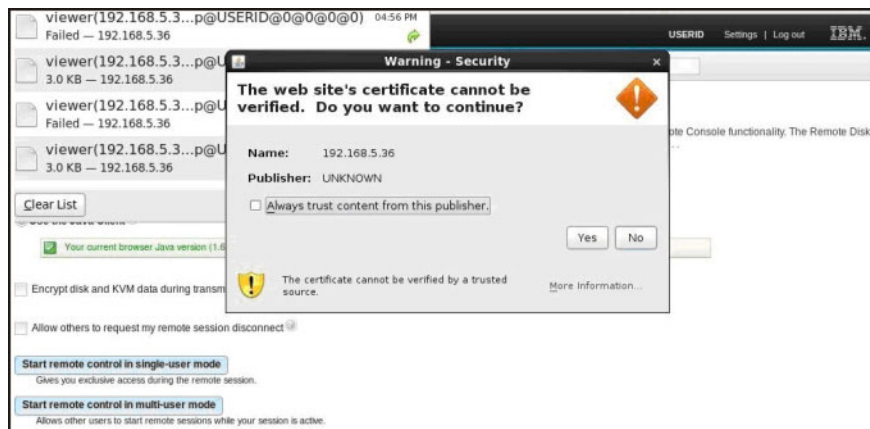 viewer(192.168.5.3...p@USERID@0@0@0@0) 04:56 PM
Failed — 192.168.5.36
viewer(192.168.5.3...p@U
3.0 KB — 192.168.5.36
viewer(192.168.5.3...p@U
Failed — 192.168.5.36
viewer(192.168.5.3...p@U
3.0 KB — 192.168.5.36
Clear List
USERID Settings | Log out IBM.
Warning - Security
The web site's certificate cannot be
verified. Do you want to continue?
Name: 192.168.5.36
Publisher: UNKNOWN
Always trust content from this publisher.
Yes No
The certificate cannot be verified by a trusted
source.
More Information...
Console functionality. The Remote Disk
Your current browser Java version (1.6
Encrypt disk and KVM data during transm
Allow others to request my remote session disconnect
Start remote control in single-user mode
Gives you exclusive access during the remote session.
Start remote control in multi-user mode
Allows other users to start remote sessions while your session is active.